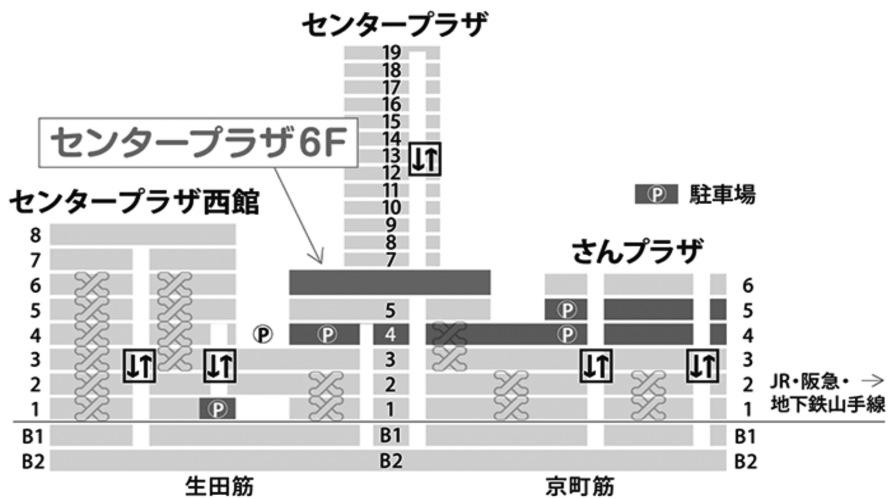 センタープラザ
19
18
17
16
15
14
13
12
11
10
9
8
7
センタープラザ6F
センタープラザ西館
8
7
6
5
4
3
2
1
B1
B2
Ⓟ 駐車場
さんプラザ
6
5
4
3
2
1
B1
B2
5
4
3
2
1
B1
B2
Ⓟ
Ⓟ
Ⓟ
Ⓟ
Ⓟ
JR・阪急・→
地下鉄山手線
生田筋
京町筋